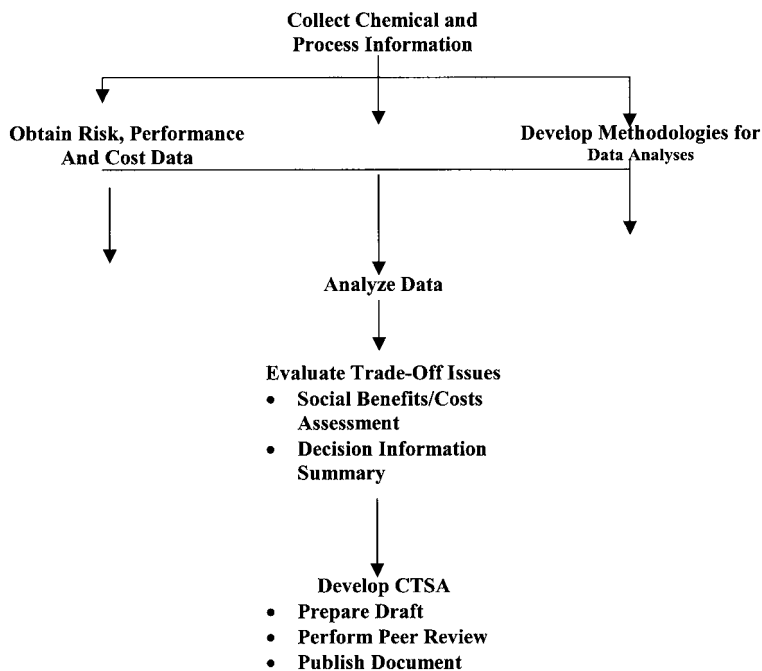 Collect Chemical and
Process Information
Obtain Risk, Performance
And Cost Data
Develop Methodologies for
Data Analyses
Analyze Data
Evaluate Trade-Off Issues
• Social Benefits/Costs
Assessment
• Decision Information
Summary
Develop CTSA
• Prepare Draft
• Perform Peer Review
• Publish Document